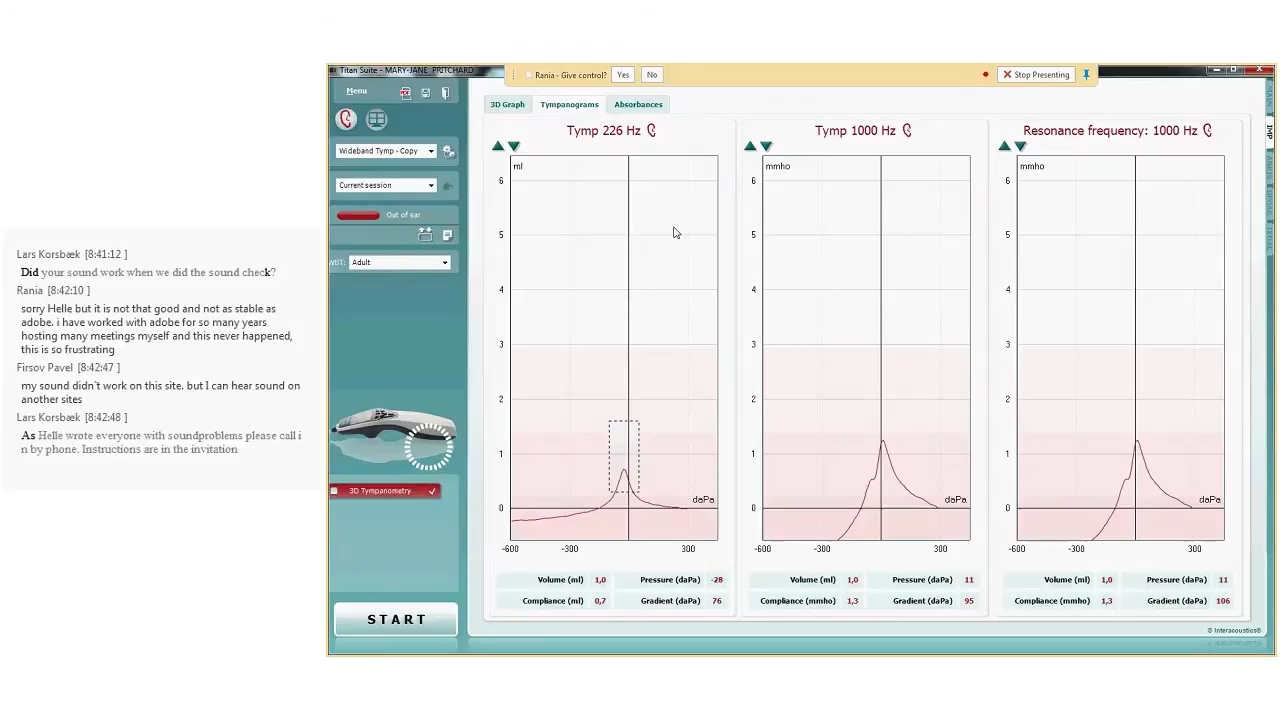 Titan Suite - MARY-JANE PRITCHARD
Rania - Give control? Yes No
Stop Presenting
Menu
3D Graph Tympanograms Absorbances
Tymp 226 Hz
Tymp 1000 Hz
Resonance frequency: 1000 Hz
Wideband Tymp - Copy
Current session
Out of ear
Adult
3D Tympanometry
START
IMP
Lars Korsbæk [8:41:12 ]
Did your sound work when we did the sound check?
Rania [8:42:10 ]
sorry Helle but it is not that good and not as stable as
adobe. i have worked with adobe for so many years
hosting many meetings myself and this never happened,
this is so frustrating
Firsov Pavel [8:42:47 ]
my sound didn`t work on this site. but I can hear sound on
another sites
Lars Korsbæk [8:42:48 ]
As Helle wrote everyone with soundproblems please call i
n by phone. Instructions are in the invitation
ml
6
5
4
3
2
1
0
daPa
-600 -300 300
mmho
6
5
4
3
2
1
0
daPa
-600 -300 300
mmho
6
5
4
3
2
1
0
daPa
-600 -300 300
Volume (ml) 1,0 Pressure (daPa) -28
Compliance (ml) 0,7 Gradient (daPa) 76
Volume (ml) 1,0 Pressure (daPa) 11
Compliance (mmho) 1,3 Gradient (daPa) 95
Volume (ml) 1,0 Pressure (daPa) 11
Compliance (mmho) 1,3 Gradient (daPa) 106
© Interacoustics®